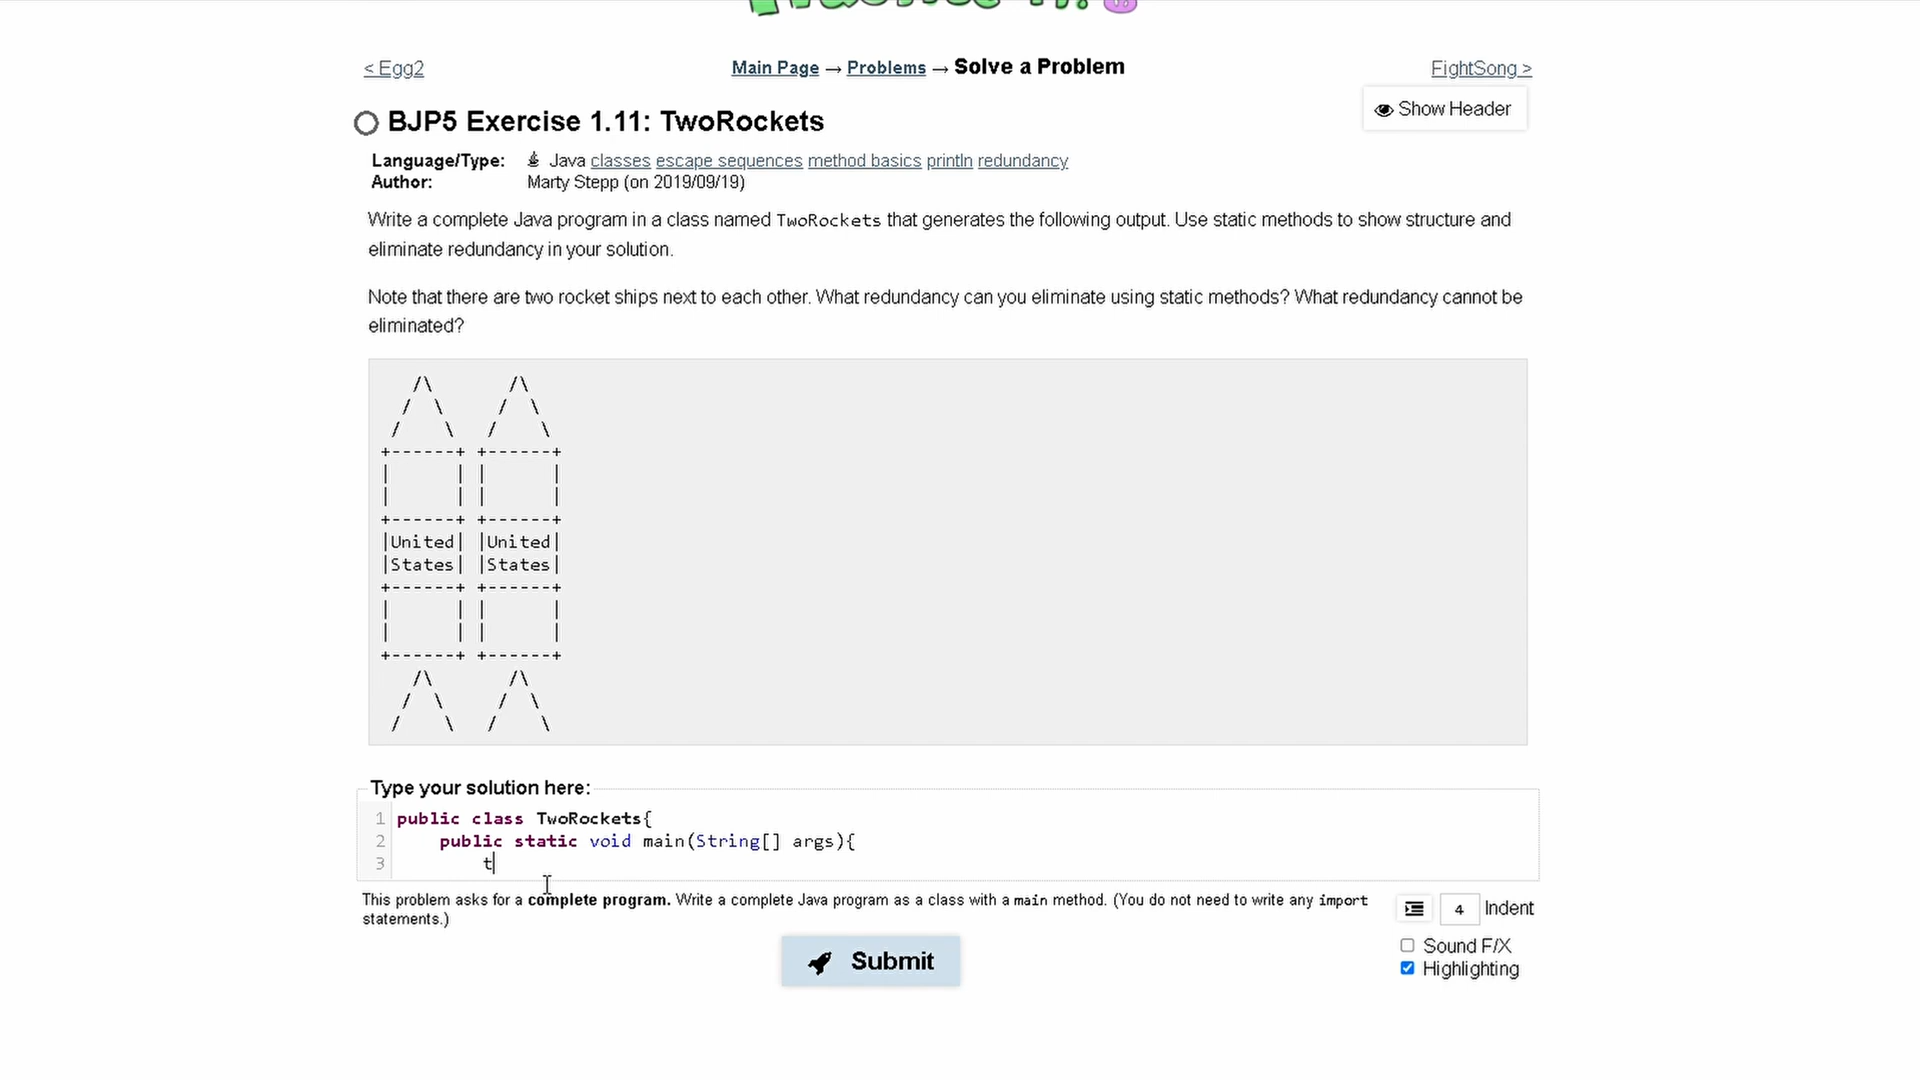 < Egg2
Main Page → Problems → Solve a Problem
FightSong >
Show Header
BJP5 Exercise 1.11: TwoRockets
Language/Type: Java classes escape sequences method basics println redundancy
Author: Marty Stepp (on 2019/09/19)
Write a complete Java program in a class named TwoRockets that generates the following output. Use static methods to show structure and
eliminate redundancy in your solution.
Note that there are two rocket ships next to each other. What redundancy can you eliminate using static methods? What redundancy cannot be
eliminated?
   /\       /\
  /  \     /  \
 /    \   /    \
+------+ +------+
|      | |      |
|      | |      |
+------+ +------+
|United| |United|
|States| |States|
+------+ +------+
|      | |      |
|      | |      |
+------+ +------+
   /\       /\
  /  \     /  \
 /    \   /    \
Type your solution here:
1 public class TwoRockets{
2     public static void main(String[] args){
3         t
This problem asks for a complete program. Write a complete Java program as a class with a main method. (You do not need to write any import
statements.)
4 Indent
Sound F/X
Highlighting
Submit